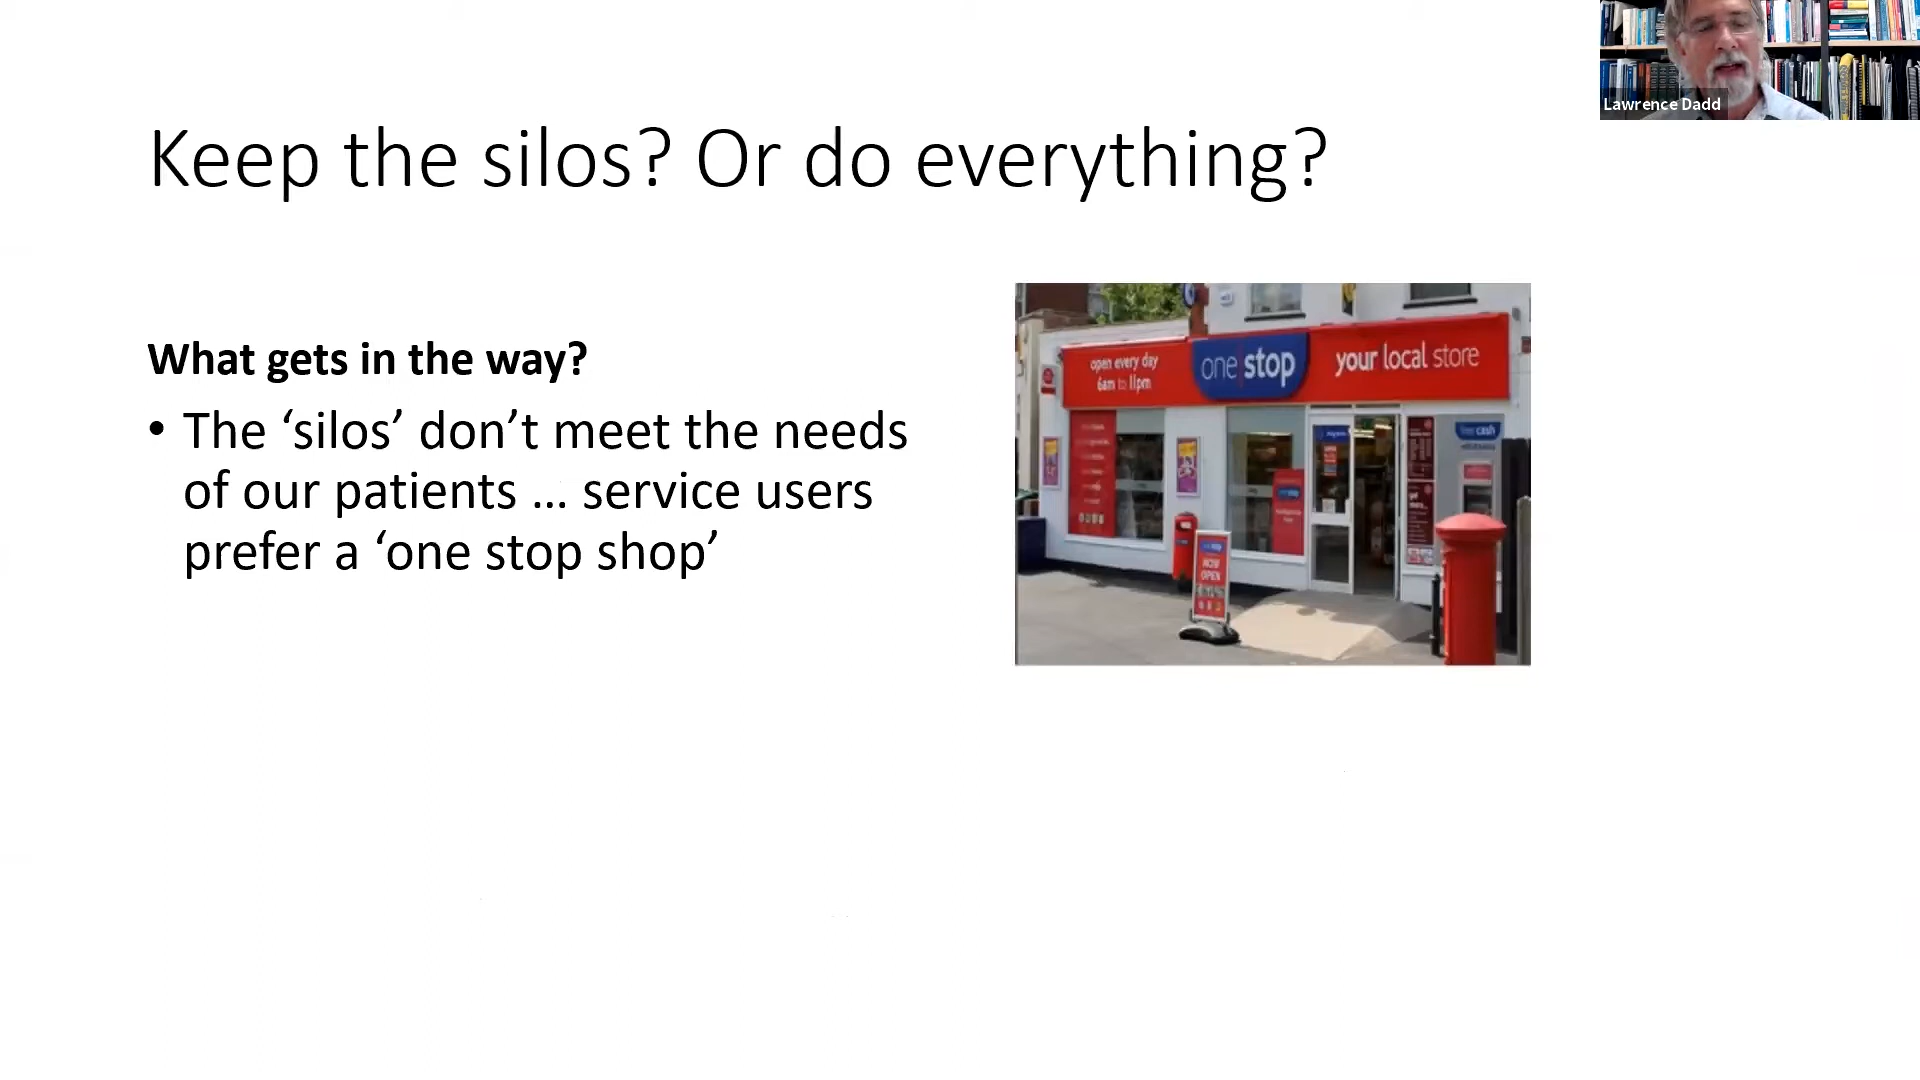 Lawrence Dadd
Keep the silos? Or do everything?
What gets in the way?
• The ‘silos’ don’t meet the needs
of our patients ... service users
prefer a ‘one stop shop’
open every day
6am to 11pm
one stop
your local store
cash
NOW
OPEN